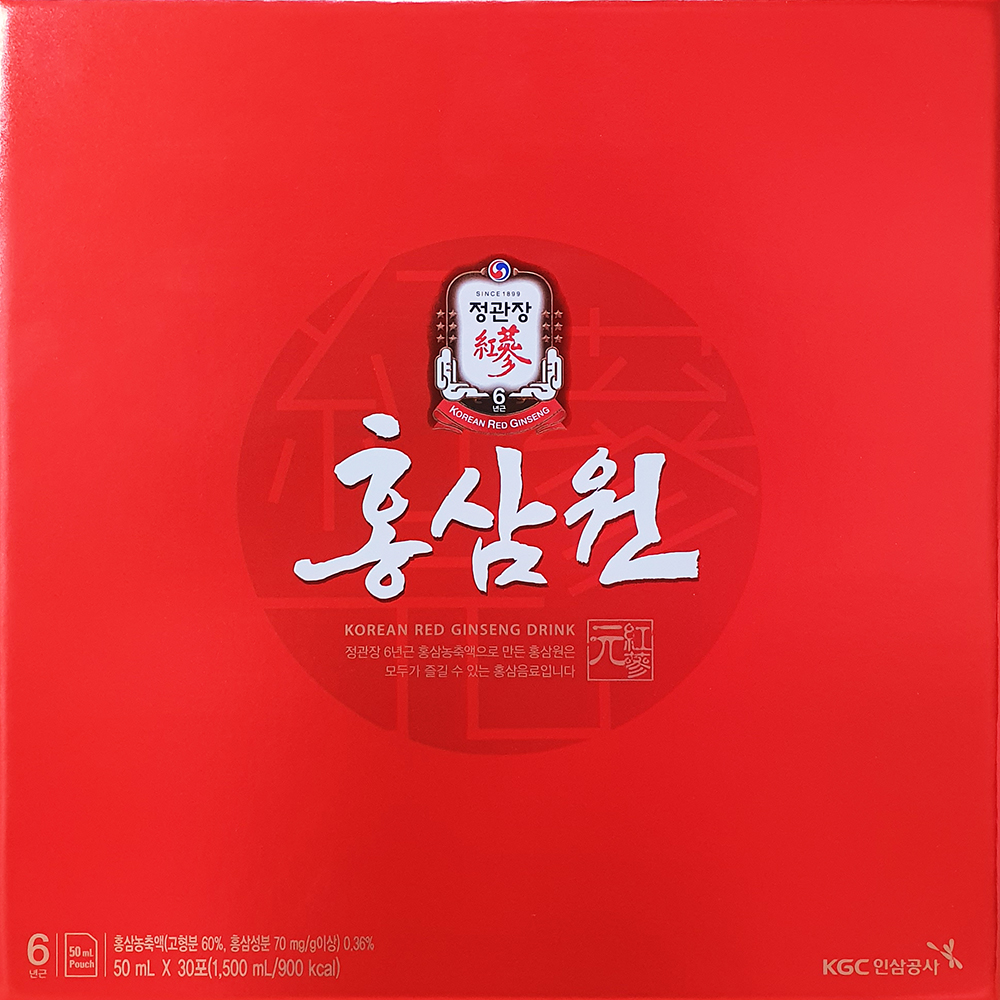 SINCE 1899
정관장
紅蔘
6
년근
KOREAN RED GINSENG
홍삼원
KOREAN RED GINSENG DRINK
정관장 6년근 홍삼농축액으로 만든 홍삼원은
모두가 즐길 수 있는 홍삼음료입니다
紅蔘元
6
년근
50 mL
Pouch
홍삼농축액(고형분 60%, 홍삼성분 70 mg/g이상) 0.36%
50 mL X 30포(1,500 mL/900 kcal)
KGC 인삼공사